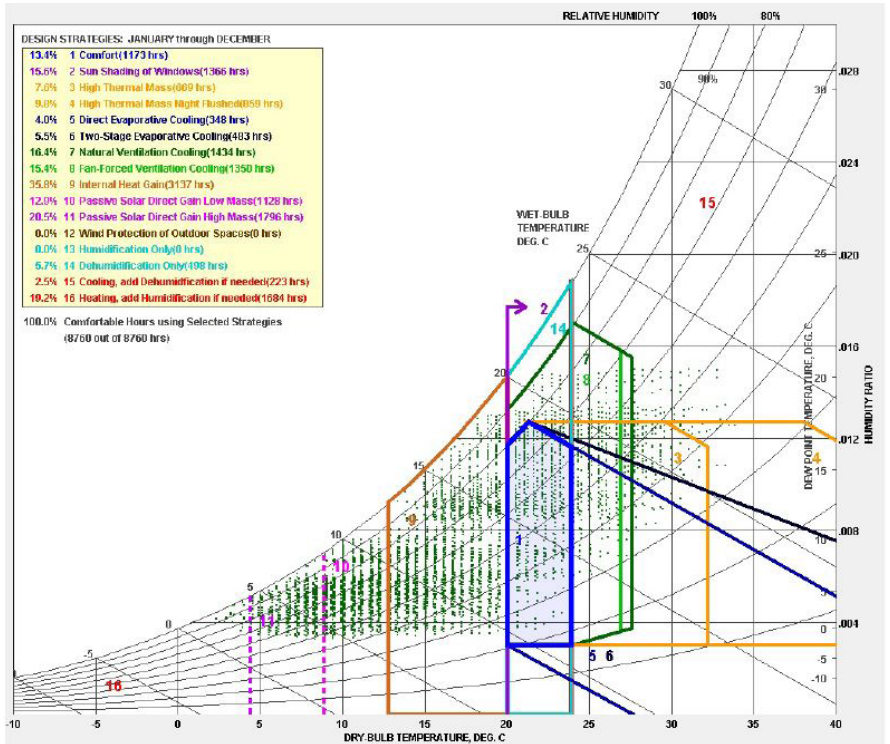 RELATIVE HUMIDITY 100% 80%
DESIGN STRATEGIES: JANUARY through DECEMBER
13.4% 1 Comfort(1173 hrs)
15.6% 2 Sun Shading of Windows(1366 hrs)
7.6% 3 High Thermal Mass(669 hrs)
9.8% 4 High Thermal Mass Night Flushed(859 hrs)
4.0% 5 Direct Evaporative Cooling(348 hrs)
5.5% 6 Two-Stage Evaporative Cooling(483 hrs)
16.4% 7 Natural Ventilation Cooling(1434 hrs)
15.4% 8 Fan-Forced Ventilation Cooling(1350 hrs)
35.8% 9 Internal Heat Gain(3137 hrs)
12.9% 10 Passive Solar Direct Gain Low Mass(1128 hrs)
20.5% 11 Passive Solar Direct Gain High Mass(1796 hrs)
0.0% 12 Wind Protection of Outdoor Spaces(0 hrs)
0.0% 13 Humidification Only(0 hrs)
5.7% 14 Dehumidification Only(498 hrs)
2.5% 15 Cooling, add Dehumidification if needed(223 hrs)
19.2% 16 Heating, add Humidification if needed(1684 hrs)
100.0% Comfortable Hours using Selected Strategies
(8760 out of 8760 hrs)
WET-BULB
TEMPERATURE
DEG. C
90%
30
25
20
15
10
5
0
-5
15
2
14
7
8
3
4
9
1
10
11
5 6
16
30
25
20
15
10
0
-5
-10
DEW POINT TEMPERATURE, DEG. C
.028
.024
.020
.016
.012
.008
.004
HUMIDITY RATIO
-10 -5 0 5 10 15 20 25 30 35 40
DRY-BULB TEMPERATURE, DEG. C